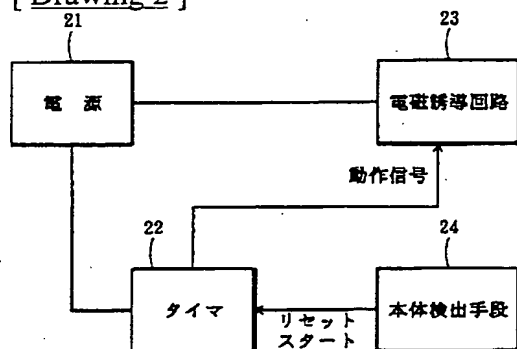 [ Drawing 2 ]
21
23
電源
電磁誘導回路
動作信号
22
24
タイマ
本体検出手段
リセット
スタート